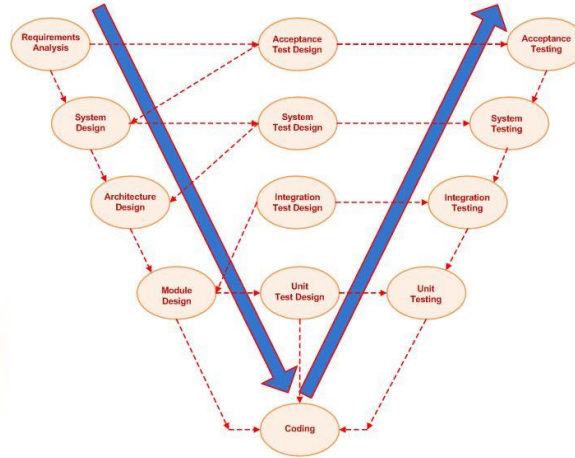 Requirements
Analysis
Acceptance
Test Design
Acceptance
Testing
System
Design
System
Test Design
System
Testing
Architecture
Design
Integration
Test Design
Integration
Testing
Module
Design
Unit
Test Design
Unit
Testing
Coding